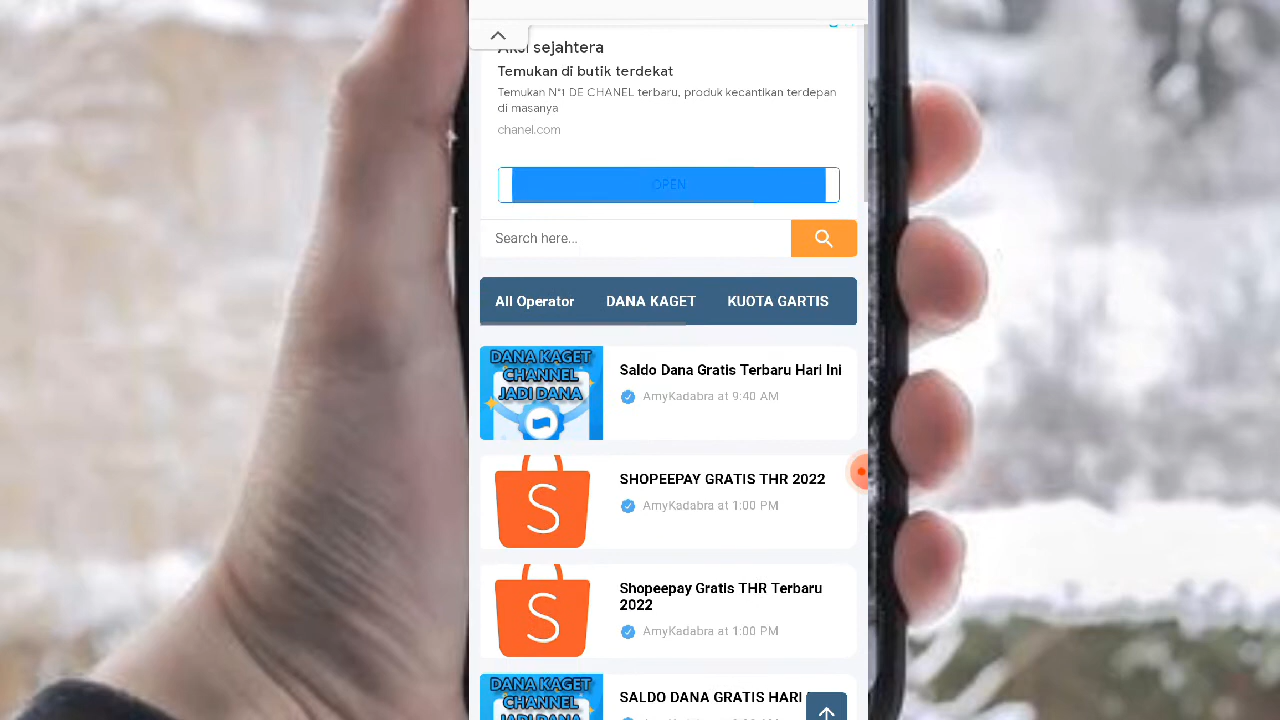 Aksi sejahtera
Temukan di butik terdekat
Temukan N°1 DE CHANEL terbaru, produk kecantikan terdepan
di masanya
chanel.com
OPEN
Search here...
All Operator DANA KAGET KUOTA GARTIS
DANA KAGET
CHANNEL
JADI DANA
Saldo Dana Gratis Terbaru Hari Ini
AmyKadabra at 9:40 AM
S
SHOPEEPAY GRATIS THR 2022
AmyKadabra at 1:00 PM
S
Shopeepay Gratis THR Terbaru
2022
AmyKadabra at 1:00 PM
DANA KAGET
CHANNEL
JADI DANA
SALDO DANA GRATIS HARI